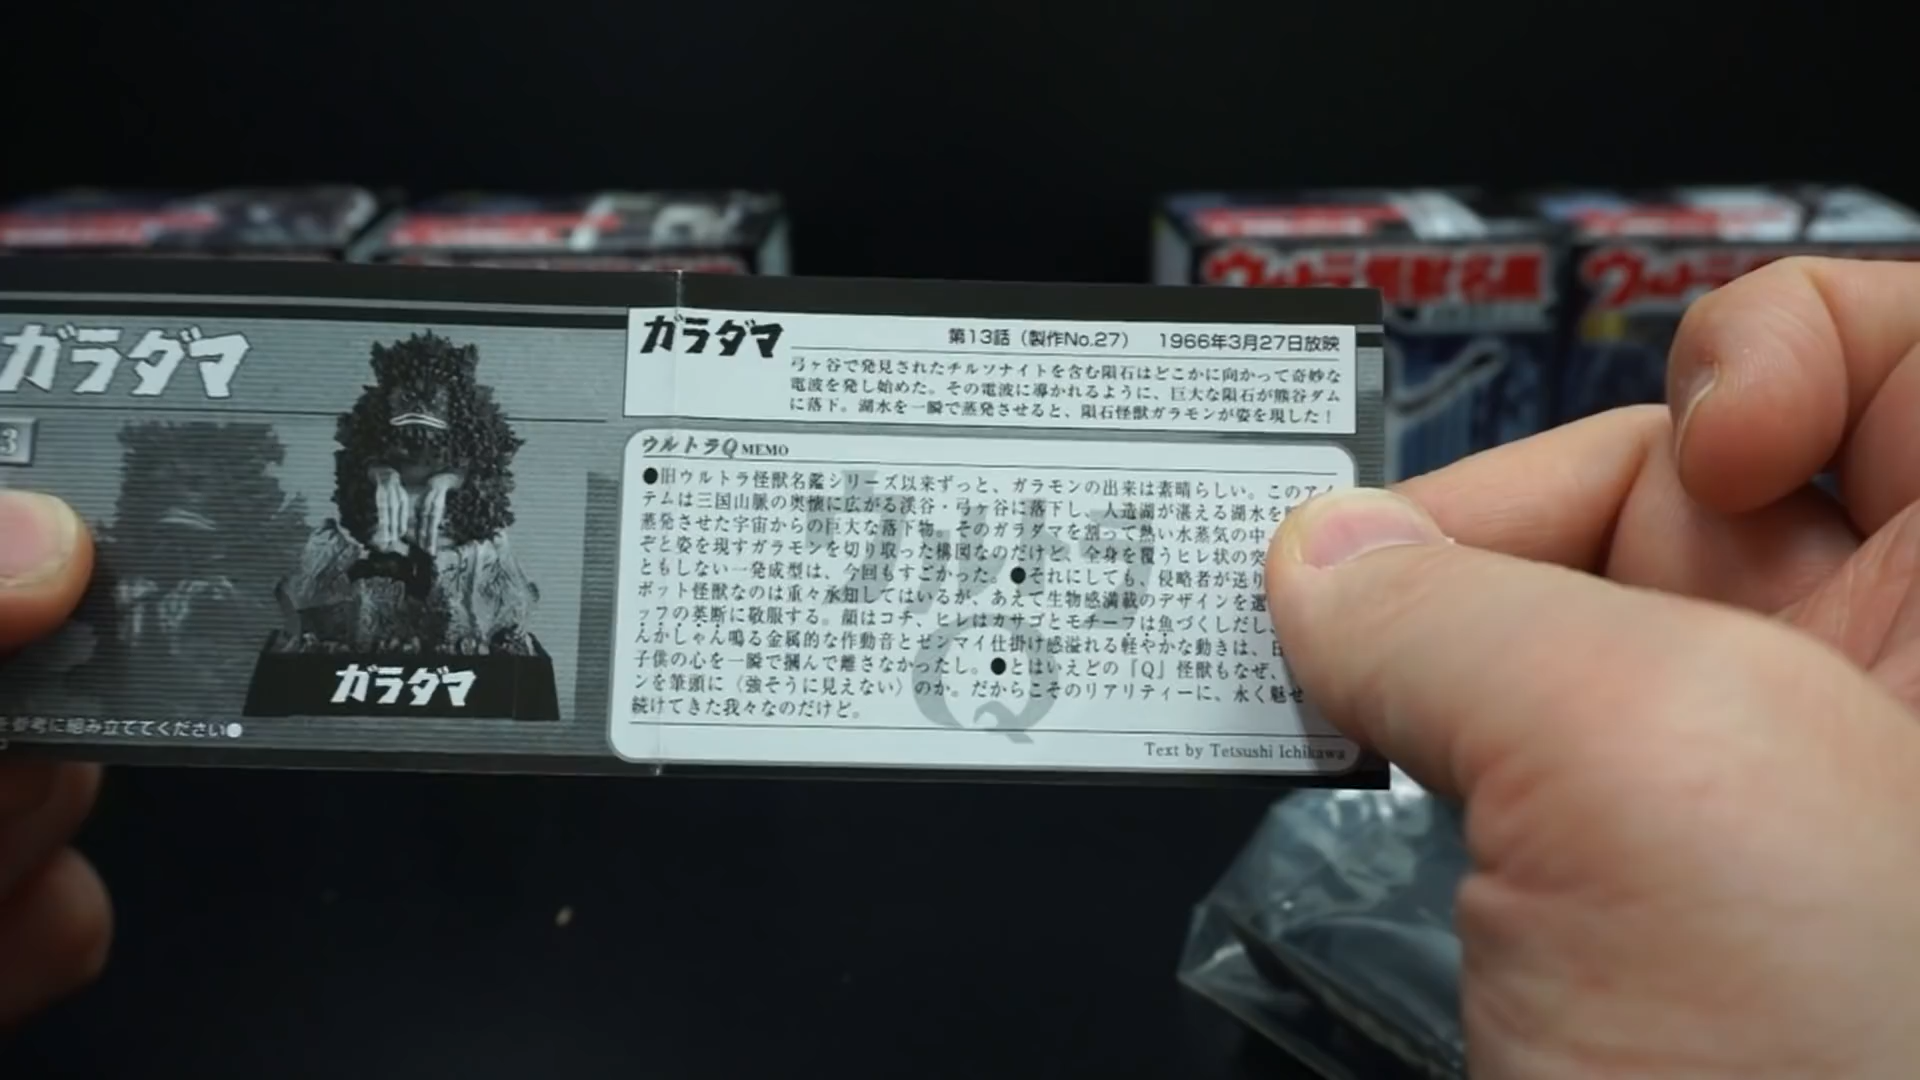 ウルトラ怪獣名鑑
ガラダマ
3
ガラダマ
を参考に組み立ててください●
ガラダマ
第13話（製作No.27） 1966年3月27日放映
弓ヶ谷で発見されたチルソナイトを含む隕石はどこかに向かって奇妙な
電波を発し始めた。その電波に導かれるように、巨大な隕石が熊谷ダム
に落下。湖水を一瞬で蒸発させると、隕石怪獣ガラモンが姿を現した！
ウルトラQ MEMO
●旧ウルトラ怪獣名鑑シリーズ以来ずっと、ガラモンの出来は素晴らしい。このアイ
テムは三国山脈の奥懐に広がる渓谷・弓ヶ谷に落下し、人造湖が湛える湖水を
蒸発させた宇宙からの巨大な落下物、そのガラダマを割って熱い水蒸気の中
ぞと姿を現すガラモンを切り取った構図なのだけど、全身を覆うヒレ状の突
ともしない一発成型は、今回もすごかった。●それにしても、侵略者が送り
ボット怪獣なのは重々承知してはいるが、あえて生物感満載のデザインを選
ッフの英断に敬服する。顔はコチ、ヒレはカサゴとモチーフは魚づくしだし、
んかしゃん鳴る金属的な作動音とゼンマイ仕掛け感溢れる軽やかな動きは、
子供の心を一瞬で掴んで離さなかったし。●とはいえどの『Q』怪獣もなぜ、
ンを筆頭に〈強そうに見えない〉のか。だからこそのリアリティーに、永く魅せ
続けてきた我々なのだけど。
Text by Tetsushi Ichikawa